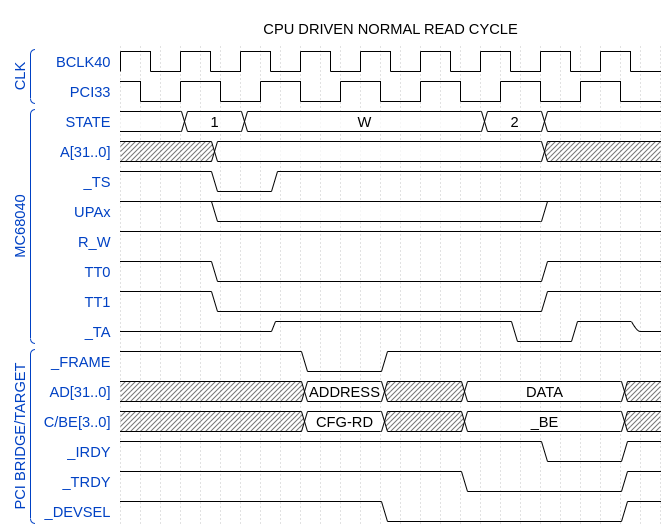 CPU DRIVEN NORMAL READ CYCLE
CLK
BCLK40
PCI33
MC68040
STATE 1 W 2
A[31..0]
_TS
UPAx
R_W
TT0
TT1
_TA
PCI BRIDGE/TARGET
_FRAME
AD[31..0] ADDRESS DATA
C/BE[3..0] CFG-RD _BE
_IRDY
_TRDY
_DEVSEL